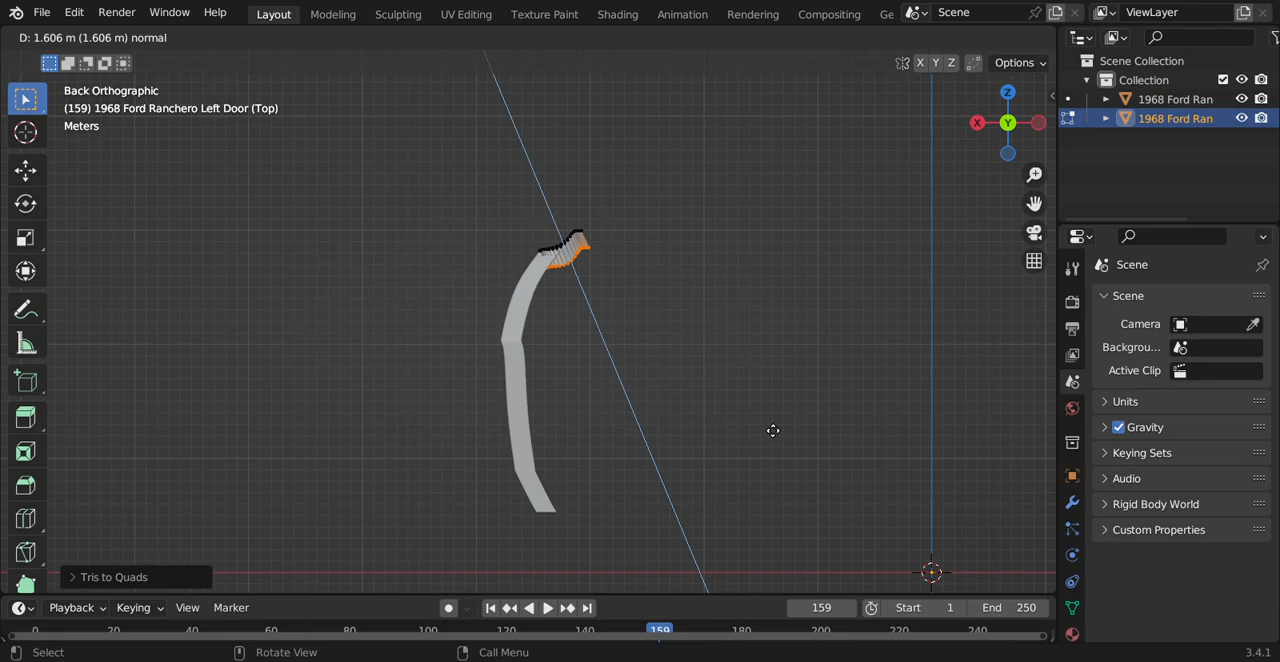 File Edit Render Window Help Layout Modeling Sculpting UV Editing Texture Paint Shading Animation Rendering Compositing Ge Scene ViewLayer
D: 1.606 m (1.606 m) normal
X Y Z Options
Back Orthographic
(159) 1968 Ford Ranchero Left Door (Top)
Meters
Z
X Y
Scene Collection
Collection
1968 Ford Ran
1968 Ford Ran
Scene
Scene
Camera
Backgrou...
Active Clip
Units
Gravity
Keying Sets
Audio
Rigid Body World
Custom Properties
Tris to Quads
Playback Keying View Marker 159 Start 1 End 250
0 20 40 60 80 100 120 140 159 180 200 220 240
Select Rotate View Call Menu 3.4.1